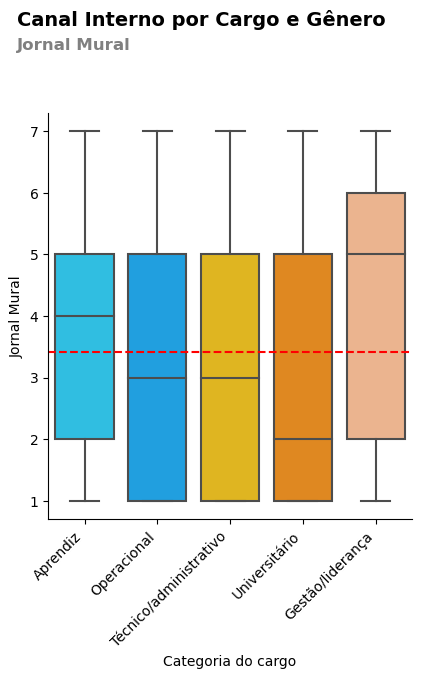 Canal Interno por Cargo e Gênero
Jornal Mural
7
6
5
4
3
2
1
Jornal Mural
Aprendiz
Operacional
Técnico/administrativo
Universitário
Gestão/liderança
Categoria do cargo